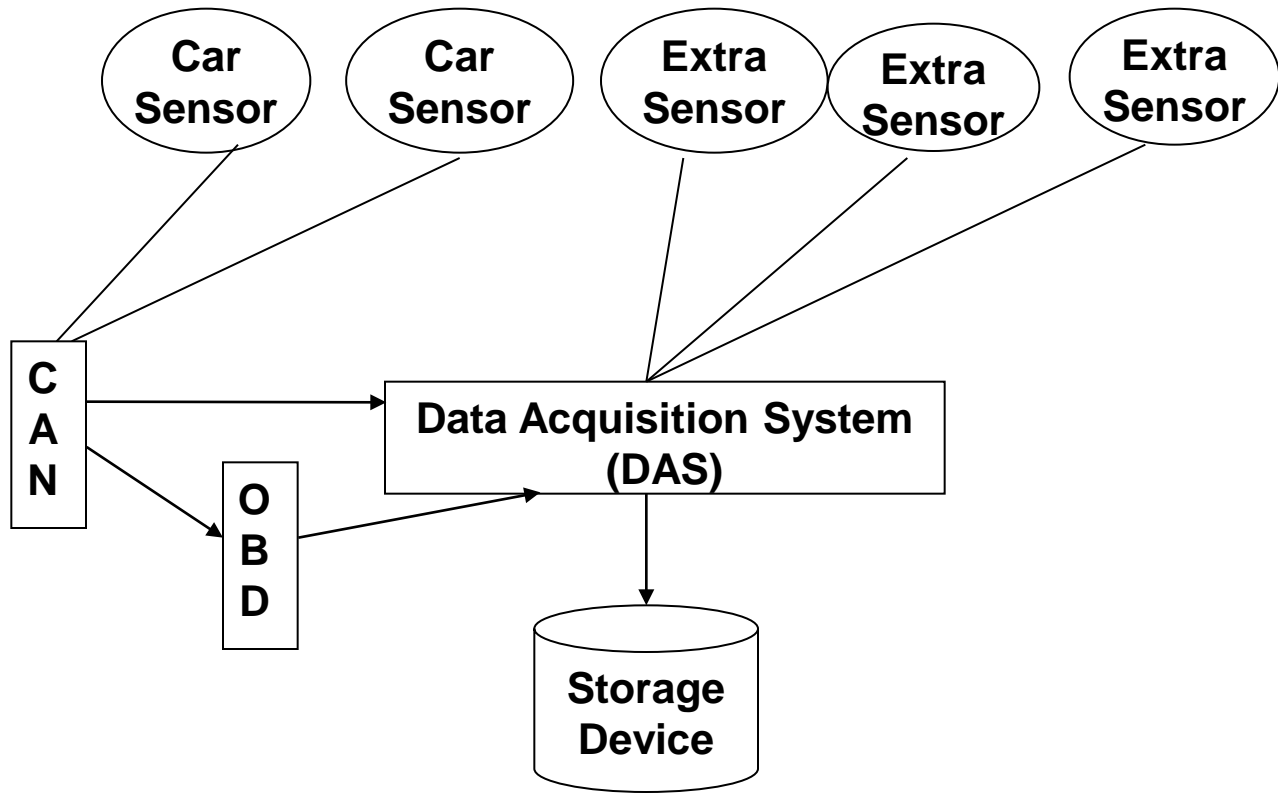 Car
Sensor
Car
Sensor
Extra
Sensor
Extra
Sensor
Extra
Sensor
C
A
N
Data Acquisition System
(DAS)
O
B
D
Storage
Device